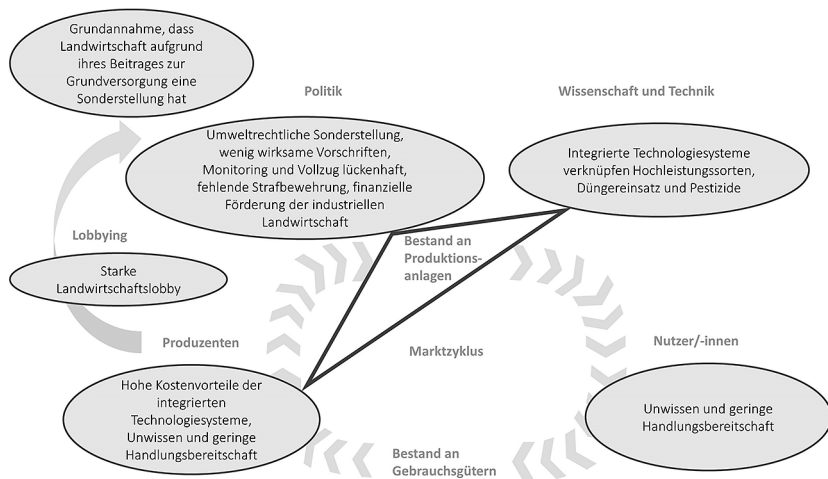 Grundannahme, dass
Landwirtschaft aufgrund
ihres Beitrages zur
Grundversorgung eine
Sonderstellung hat
Politik
Wissenschaft und Technik
Umweltrechtliche Sonderstellung,
wenig wirksame Vorschriften,
Monitoring und Vollzug lückenhaft,
fehlende Strafbewehrung, finanzielle
Förderung der industriellen
Landwirtschaft
Integrierte Technologiesysteme
verknüpfen Hochleistungssorten,
Düngereinsatz und Pestizide
Lobbying
Starke
Landwirtschaftslobby
Bestand an
Produktions-
anlagen
Produzenten
Marktzyklus
Nutzer/-innen
Hohe Kostenvorteile der
integrierten
Technologiesysteme,
Unwissen und geringe
Handlungsbereitschaft
Unwissen und geringe
Handlungsbereitschaft
Bestand an
Gebrauchsgütern